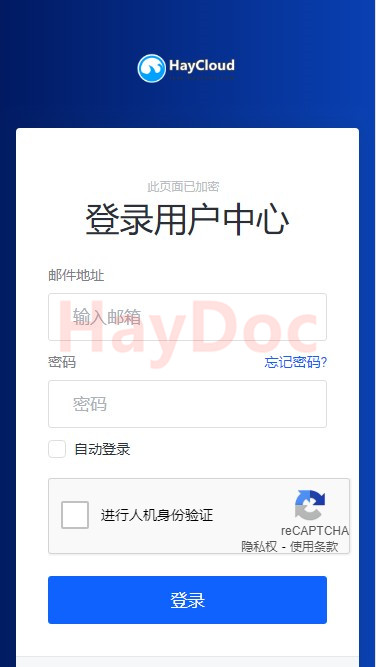 HayCloud
此页面已加密
登录用户中心
邮件地址
输入邮箱
HayDoc
密码 忘记密码?
密码
自动登录
进行人机身份验证
reCAPTCHA
隐私权 - 使用条款
登录